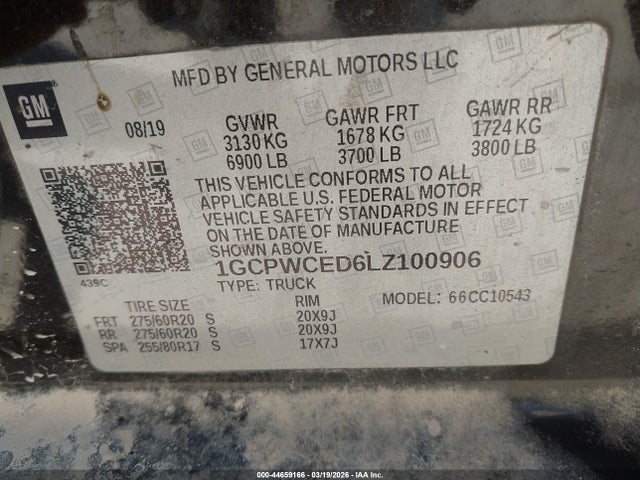 MFD BY GENERAL MOTORS LLC
GM
08/19
GVWR GAWR FRT GAWR RR
3130 KG 1678 KG 1724 KG
6900 LB 3700 LB 3800 LB
THIS VEHICLE CONFORMS TO ALL
APPLICABLE U.S. FEDERAL MOTOR
VEHICLE SAFETY STANDARDS IN EFFECT
ON THE DATE OF MANUFACTURE
SHOWN ABOVE.
439C
1GCPWCED6LZ100906
TYPE: TRUCK MODEL: 66CC10543
TIRE SIZE RIM
FRT 275/60R20 S 20X9J
RR 275/60R20 S 20X9J
SPA 255/80R17 S 17X7J
000-44659166 | 03/19/2026 | IAA Inc.